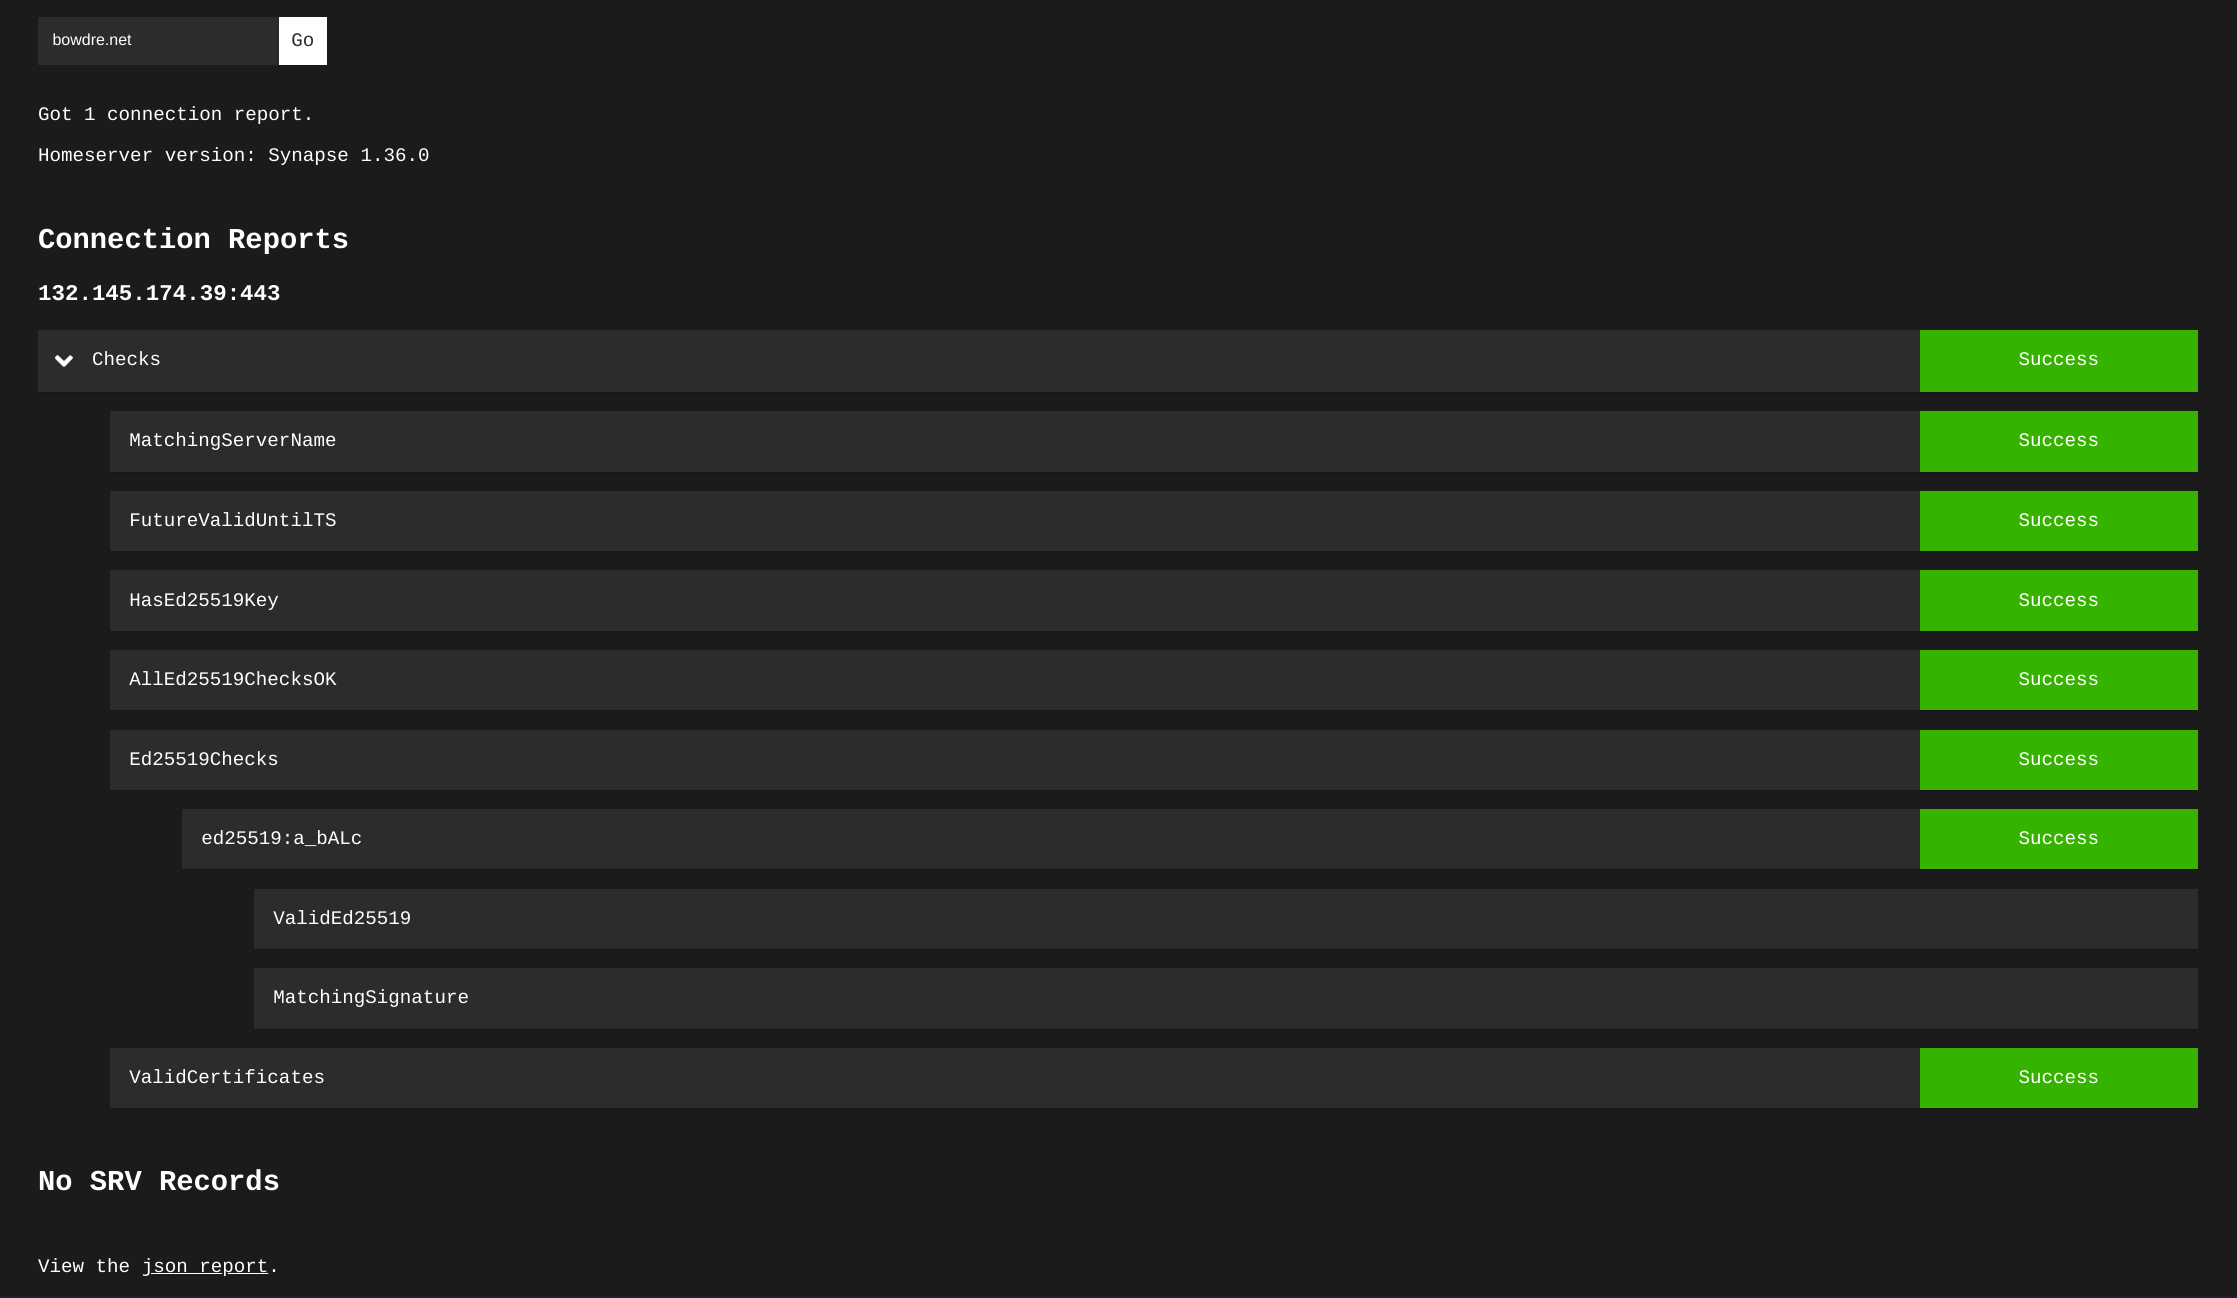 bowdre.net Go
Got 1 connection report.
Homeserver version: Synapse 1.36.0
Connection Reports
132.145.174.39:443
Checks Success
MatchingServerName Success
FutureValidUntilTS Success
HasEd25519Key Success
AllEd25519ChecksOK Success
Ed25519Checks Success
ed25519:a_bALc Success
ValidEd25519
MatchingSignature
ValidCertificates Success
No SRV Records
View the json report.